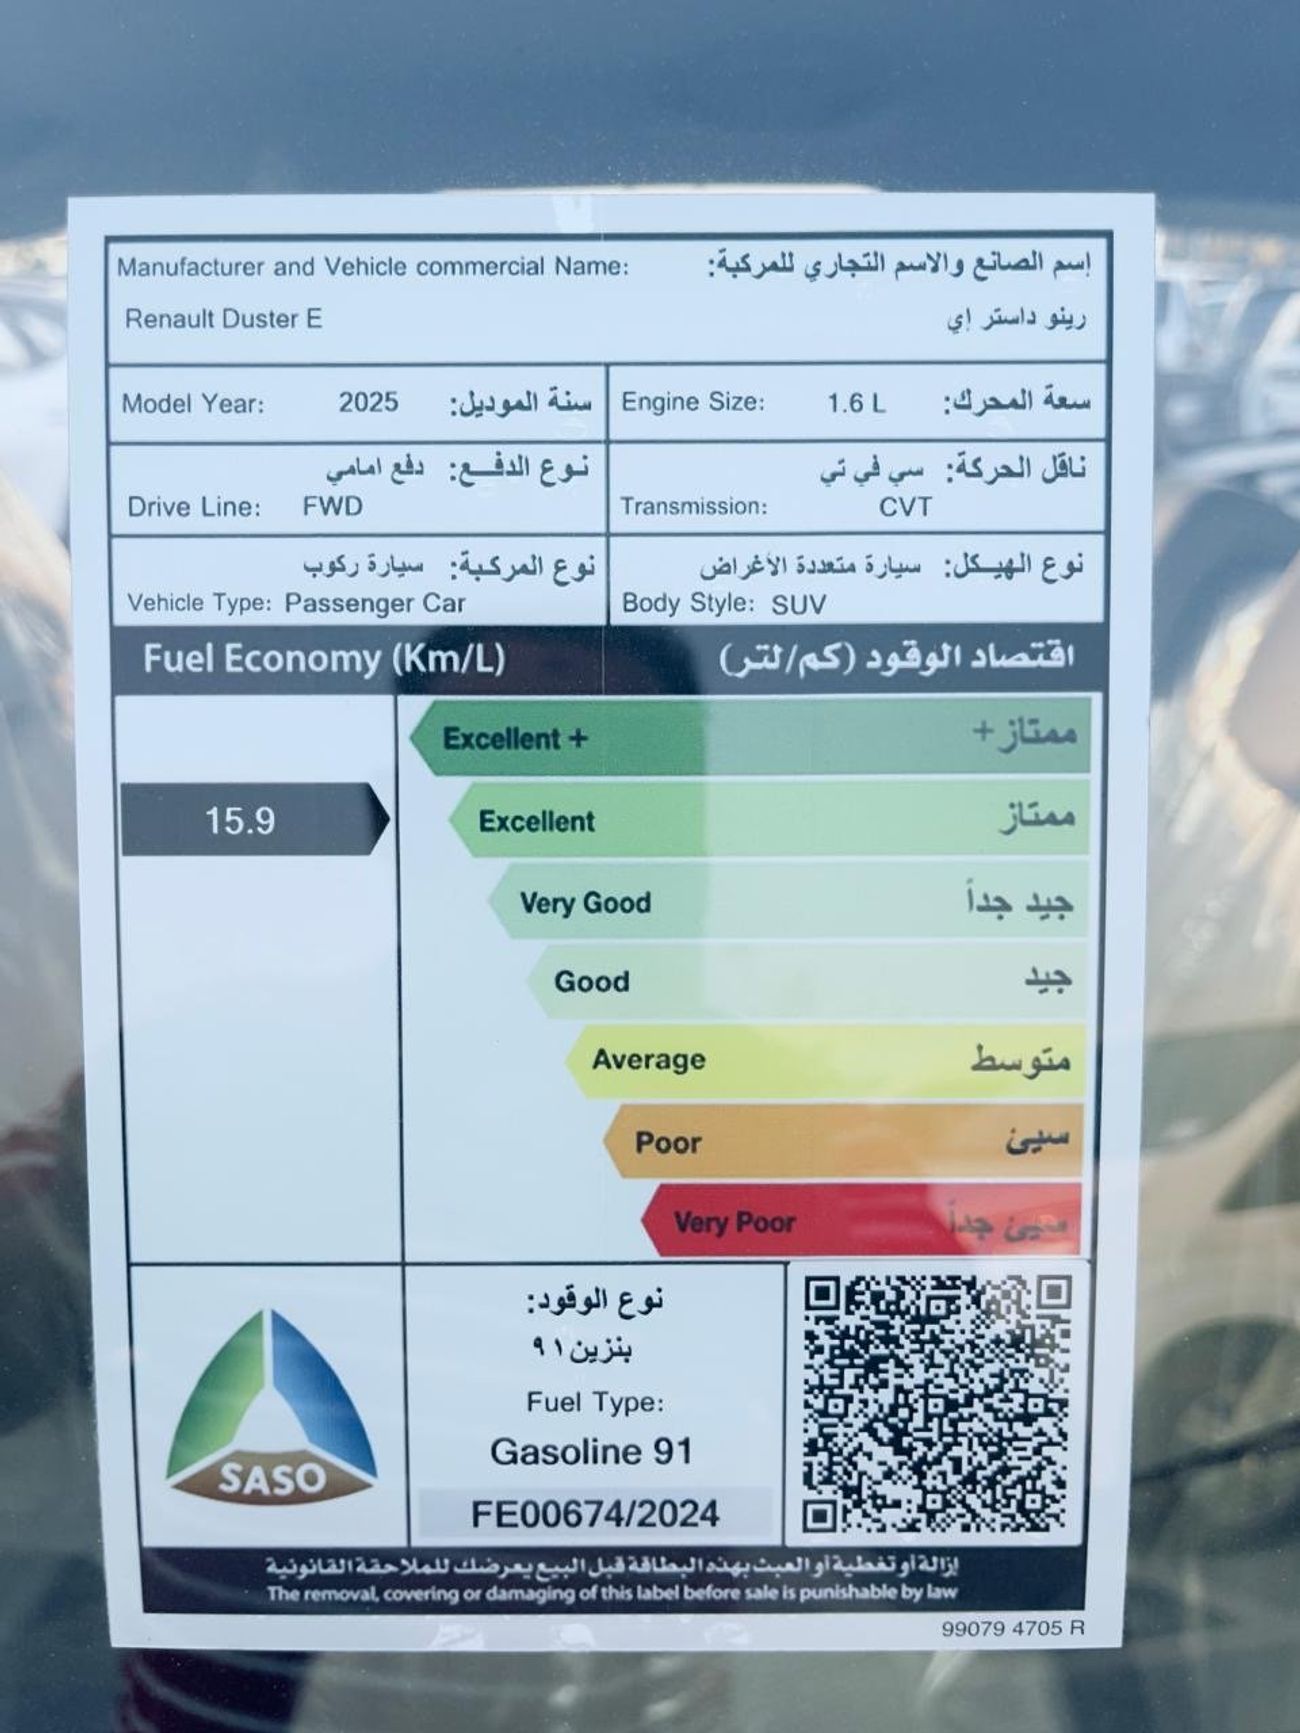 Manufacturer and Vehicle commercial Name: إسم الصانع والاسم التجاري للمركبة:
Renault Duster E رينو داستر إي
Model Year: 2025 سنة الموديل:
Engine Size: 1.6 L سعة المحرك:
نوع الدفع: دفع امامي
Drive Line: FWD
ناقل الحركة: سي في تي
Transmission: CVT
نوع المركبة: سيارة ركوب
Vehicle Type: Passenger Car
نوع الهيكل: سيارة متعددة الأغراض
Body Style: SUV
Fuel Economy (Km/L) اقتصاد الوقود (كم/لتر)
Excellent + ممتاز +
15.9
Excellent ممتاز
Very Good جيد جداً
Good جيد
Average متوسط
Poor سيئ
Very Poor سيئ جداً
SASO
نوع الوقود:
بنزين ٩١
Fuel Type:
Gasoline 91
FE00674/2024
إزالة أو تغطية أو العبث بهذه البطاقة قبل البيع يعرضك للملاحقة القانونية
The removal, covering or damaging of this label before sale is punishable by law
99079 4705 R